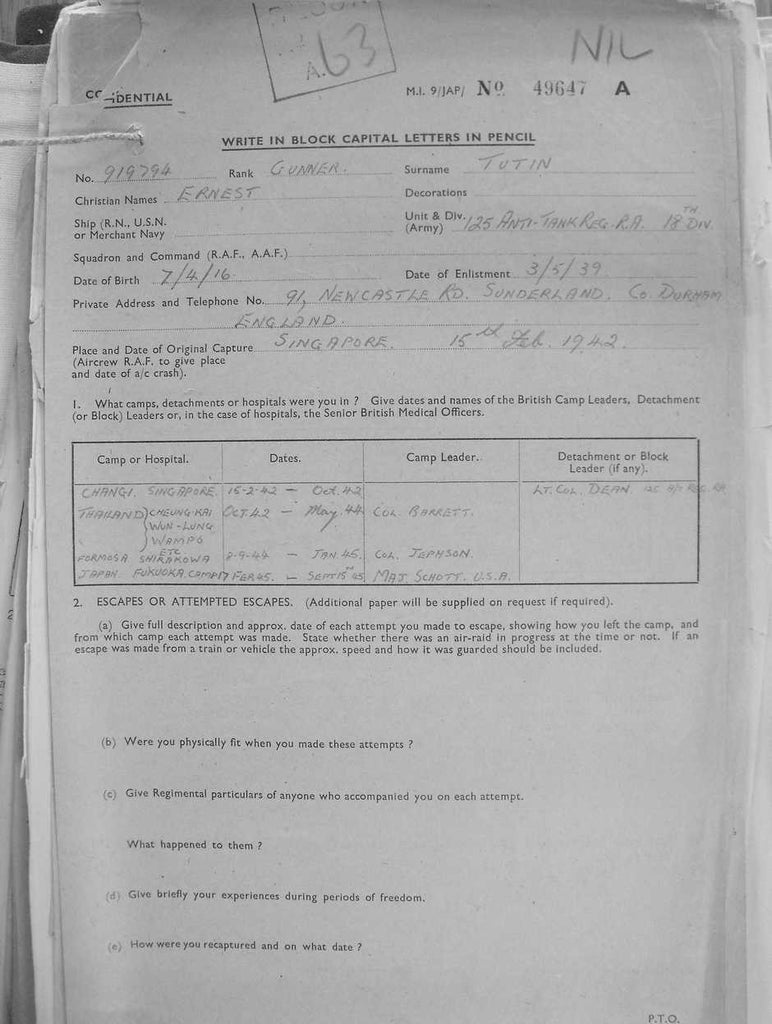 A. 63
NIL
M.I. 9/JAP/ No. 49647 A
WRITE IN BLOCK CAPITAL LETTERS IN PENCIL
No. 919794 Rank GUNNER. Surname TUTIN
Christian Names ERNEST Decorations
Ship (R.N., U.S.N. or Merchant Navy
Unit & Div. (Army) 125 ANTI-TANK REG. R.A. 18TH DIV
Squadron and Command (R.A.F., A.A.F.)
Date of Birth 7/4/16 Date of Enlistment 3/5/39
Private Address and Telephone No. 91, NEWCASTLE RD. SUNDERLAND. CO. DURHAM
ENGLAND.
Place and Date of Original Capture SINGAPORE. 15th Feb. 1942.
(Aircrew R.A.F. to give place
and date of a/c crash).
1. What camps, detachments or hospitals were you in ? Give dates and names of the British Camp Leaders, Detachment
(or Block) Leaders or, in the case of hospitals, the Senior British Medical Officers.
Camp or Hospital. Dates. Camp Leader. Detachment or Block
Leader (if any).
CHANGI. SINGAPORE. 15-2-42 — Oct. 42 LT. COL. DEAN 125 A/T REG. RA
THAILAND) CHEUNG-KAI OCT. 42 — May. 44 COL. BARRETT.
WUN-LUNG
WAMPO
ETC
FORMOSA SHIRAKOWA 2-9-44 — JAN. 45. COL. JEPHSON.
JAPAN FUKUOKA. CAMP 17 FEB 45. — SEPT 15TH 45 MAJ. SCHOTT. U.S.A.
2. ESCAPES OR ATTEMPTED ESCAPES. (Additional paper will be supplied on request if required).
(a) Give full description and approx. date of each attempt you made to escape, showing how you left the camp, and
from which camp each attempt was made. State whether there was an air-raid in progress at the time or not. If an
escape was made from a train or vehicle the approx. speed and how it was guarded should be included.
(b) Were you physically fit when you made these attempts ?
(c) Give Regimental particulars of anyone who accompanied you on each attempt.
What happened to them ?
(d) Give briefly your experiences during periods of freedom.
(e) How were you recaptured and on what date ?
P.T.O.